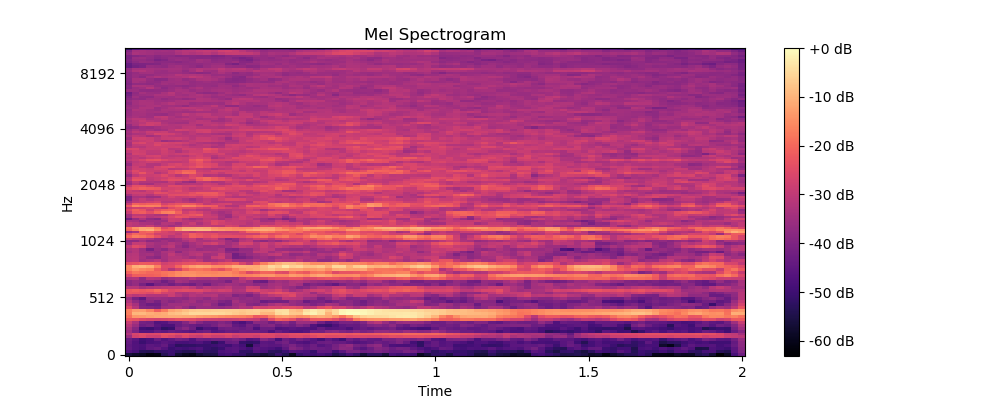 Mel Spectrogram
Hz
8192
4096
2048
1024
512
0
0
0.5
1
1.5
2
Time
+0 dB
-10 dB
-20 dB
-30 dB
-40 dB
-50 dB
-60 dB